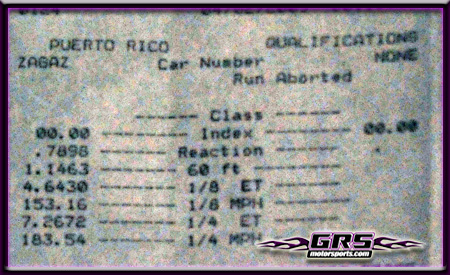 PUERTO RICO QUALIFICATIONS
ZAGAZ Car Number NONE
Run Aborted
------ Class ------
00.00 -------- Index -------- 00.00
.7898 -------- Reaction ------
1.1463 -------- 60 ft ------
4.6430 -------- 1/8 ET ------
153.16 -------- 1/8 MPH ------
7.2672 -------- 1/4 ET ------
183.54 -------- 1/4 MPH
GRS
motorsports.com